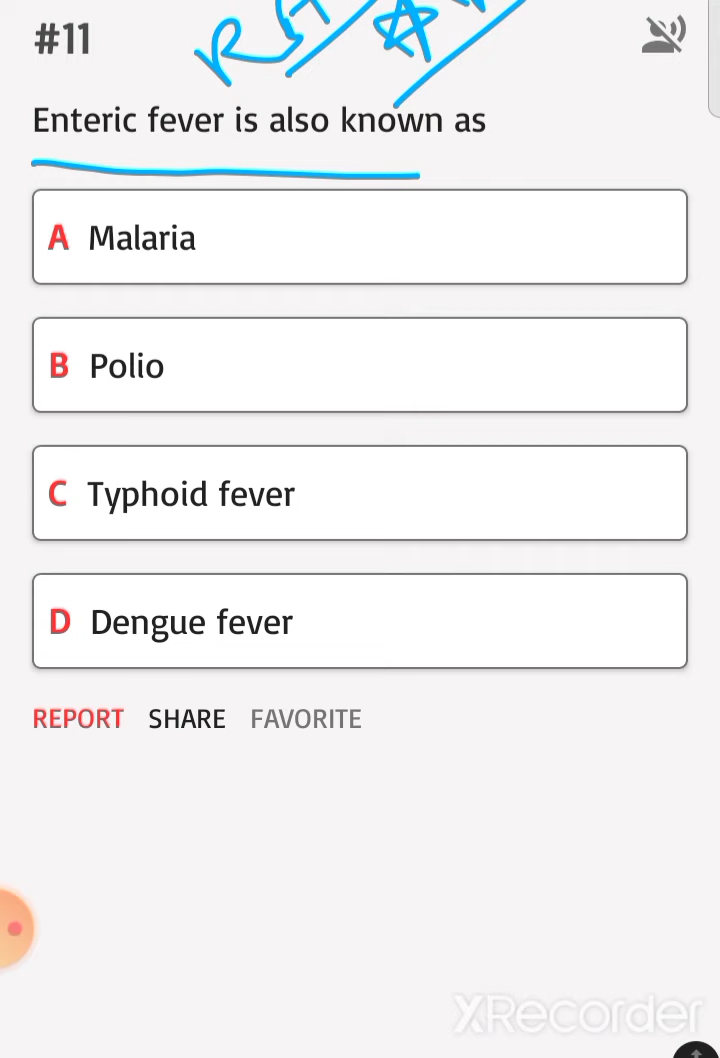 #11
Enteric fever is also known as
A Malaria
B Polio
C Typhoid fever
D Dengue fever
REPORT SHARE FAVORITE
XRecorder